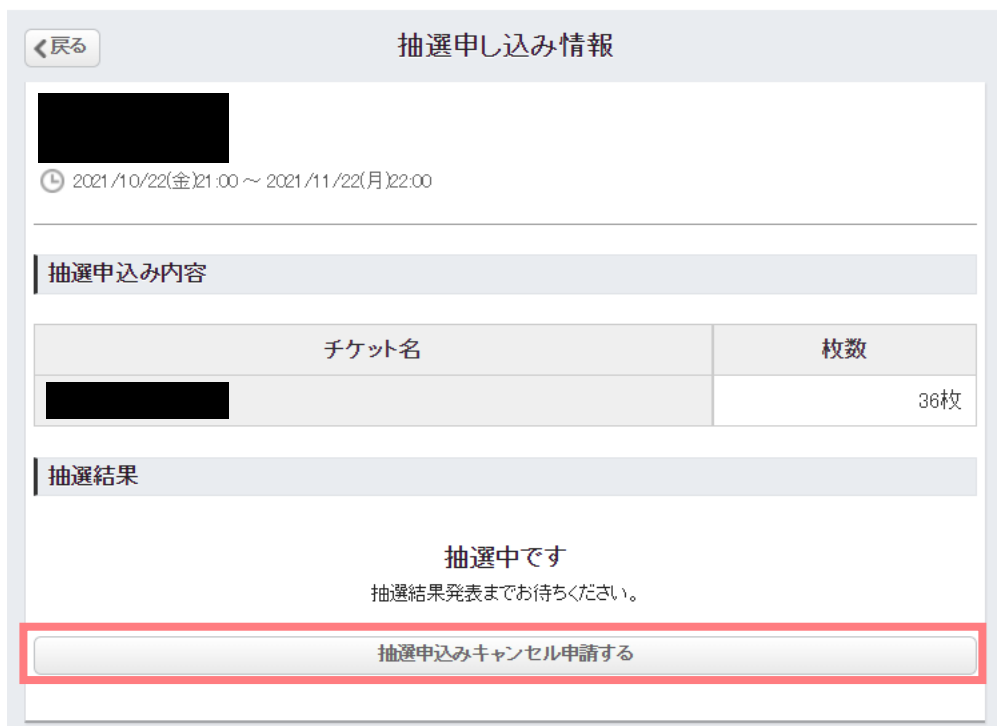 戻る
抽選申し込み情報
2021/10/22(金)21:00 ～ 2021/11/22(月)22:00
抽選申込み内容
チケット名 枚数
36枚
抽選結果
抽選中です
抽選結果発表までお待ちください。
抽選申込みキャンセル申請する